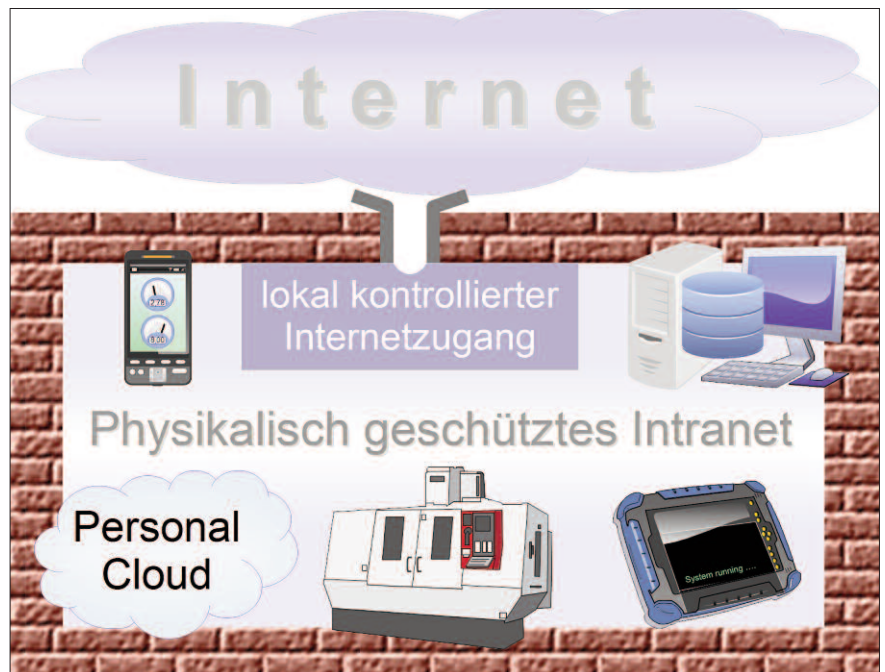 Internet
lokal kontrollierter
Internetzugang
Physikalisch geschütztes Intranet
Personal
Cloud
System running ....